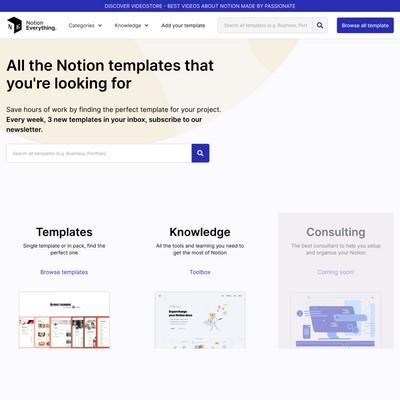 DISCOVER VIDEOSTORE - BEST VIDEOS ABOUT NOTION MADE BY PASSIONATE
Notion
Everything.
Categories
Knowledge
Add your template
Search all templates (e.g. Business, Port
Browse all template
All the Notion templates that
you're looking for
Save hours of work by finding the perfect template for your project.
Every week, 3 new templates in your inbox, subscribe to our
newsletter.
Search all templates (e.g. Business, Portfolio)
Templates
Single template or in pack, find the
perfect one
Browse templates
Knowledge
All the tools and learning you need to
get the most of Notion
Toolbox
Consulting
The best consultant to help you setup
and organise your Notion
Coming soon!
Supercharge
your Notion docs